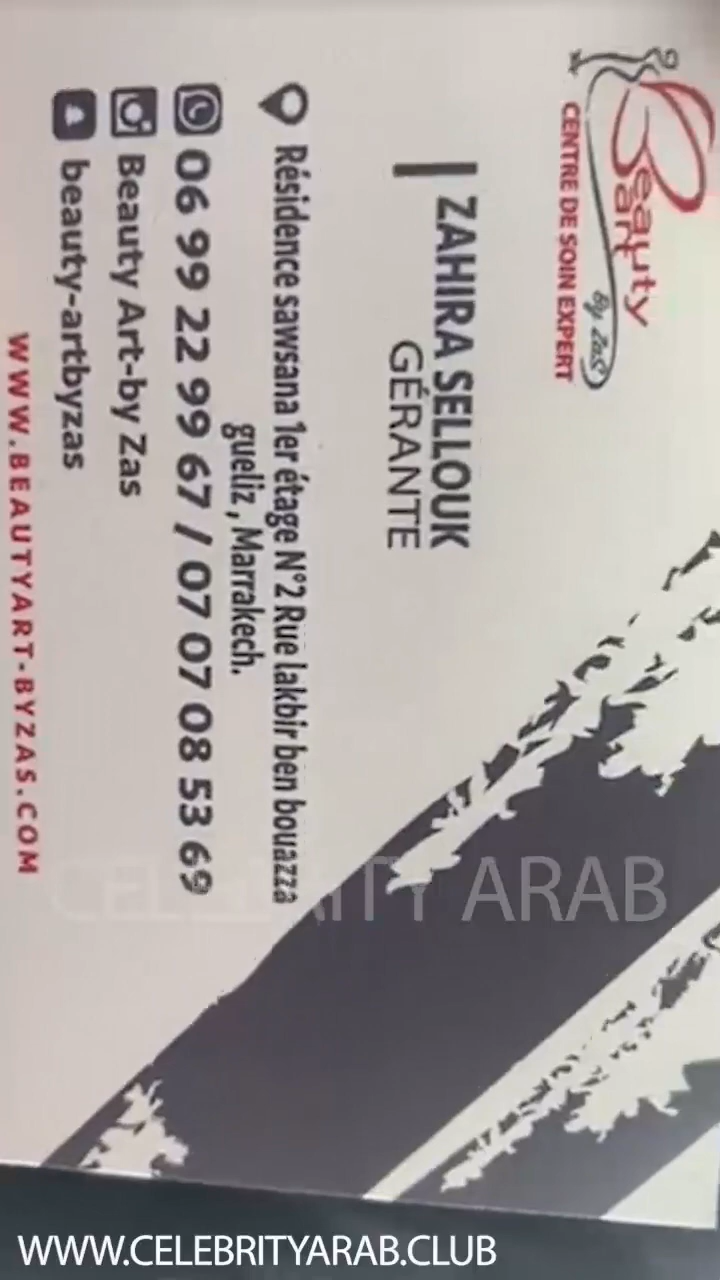 Beauty
art
By ZaS
CENTRE DE SOIN EXPERT
ZAHIRA SELLOUK
GÉRANTE
Résidence sawsana 1er étage N°2 Rue lakbir ben bouazza
gueliz , Marrakech.
06 99 22 99 67 / 07 07 08 53 69
Beauty Art-by Zas
beauty-artbyzas
WWW.BEAUTYART-BYZAS.COM
CELEBRITY ARAB
WWW.CELEBRITYARAB.CLUB